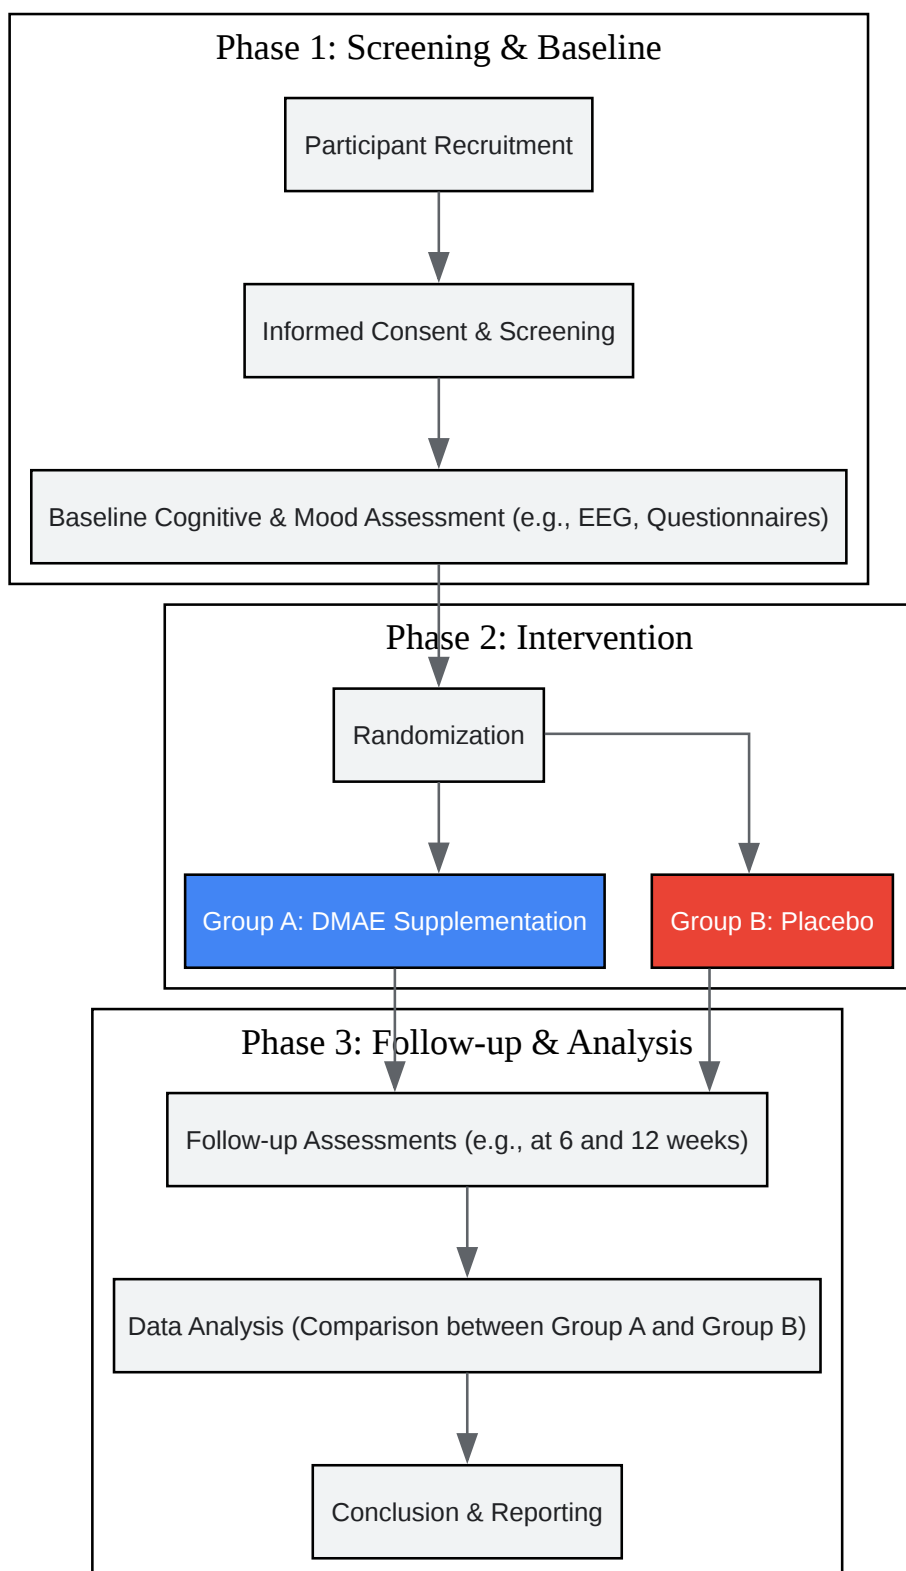 Phase 1: Screening & Baseline
Participant Recruitment
Informed Consent & Screening
Baseline Cognitive & Mood Assessment (e.g., EEG, Questionnaires)
Phase 2: Intervention
Randomization
Group A: DMAE Supplementation
Group B: Placebo
Phase 3: Follow-up & Analysis
Follow-up Assessments (e.g., at 6 and 12 weeks)
Data Analysis (Comparison between Group A and Group B)
Conclusion & Reporting